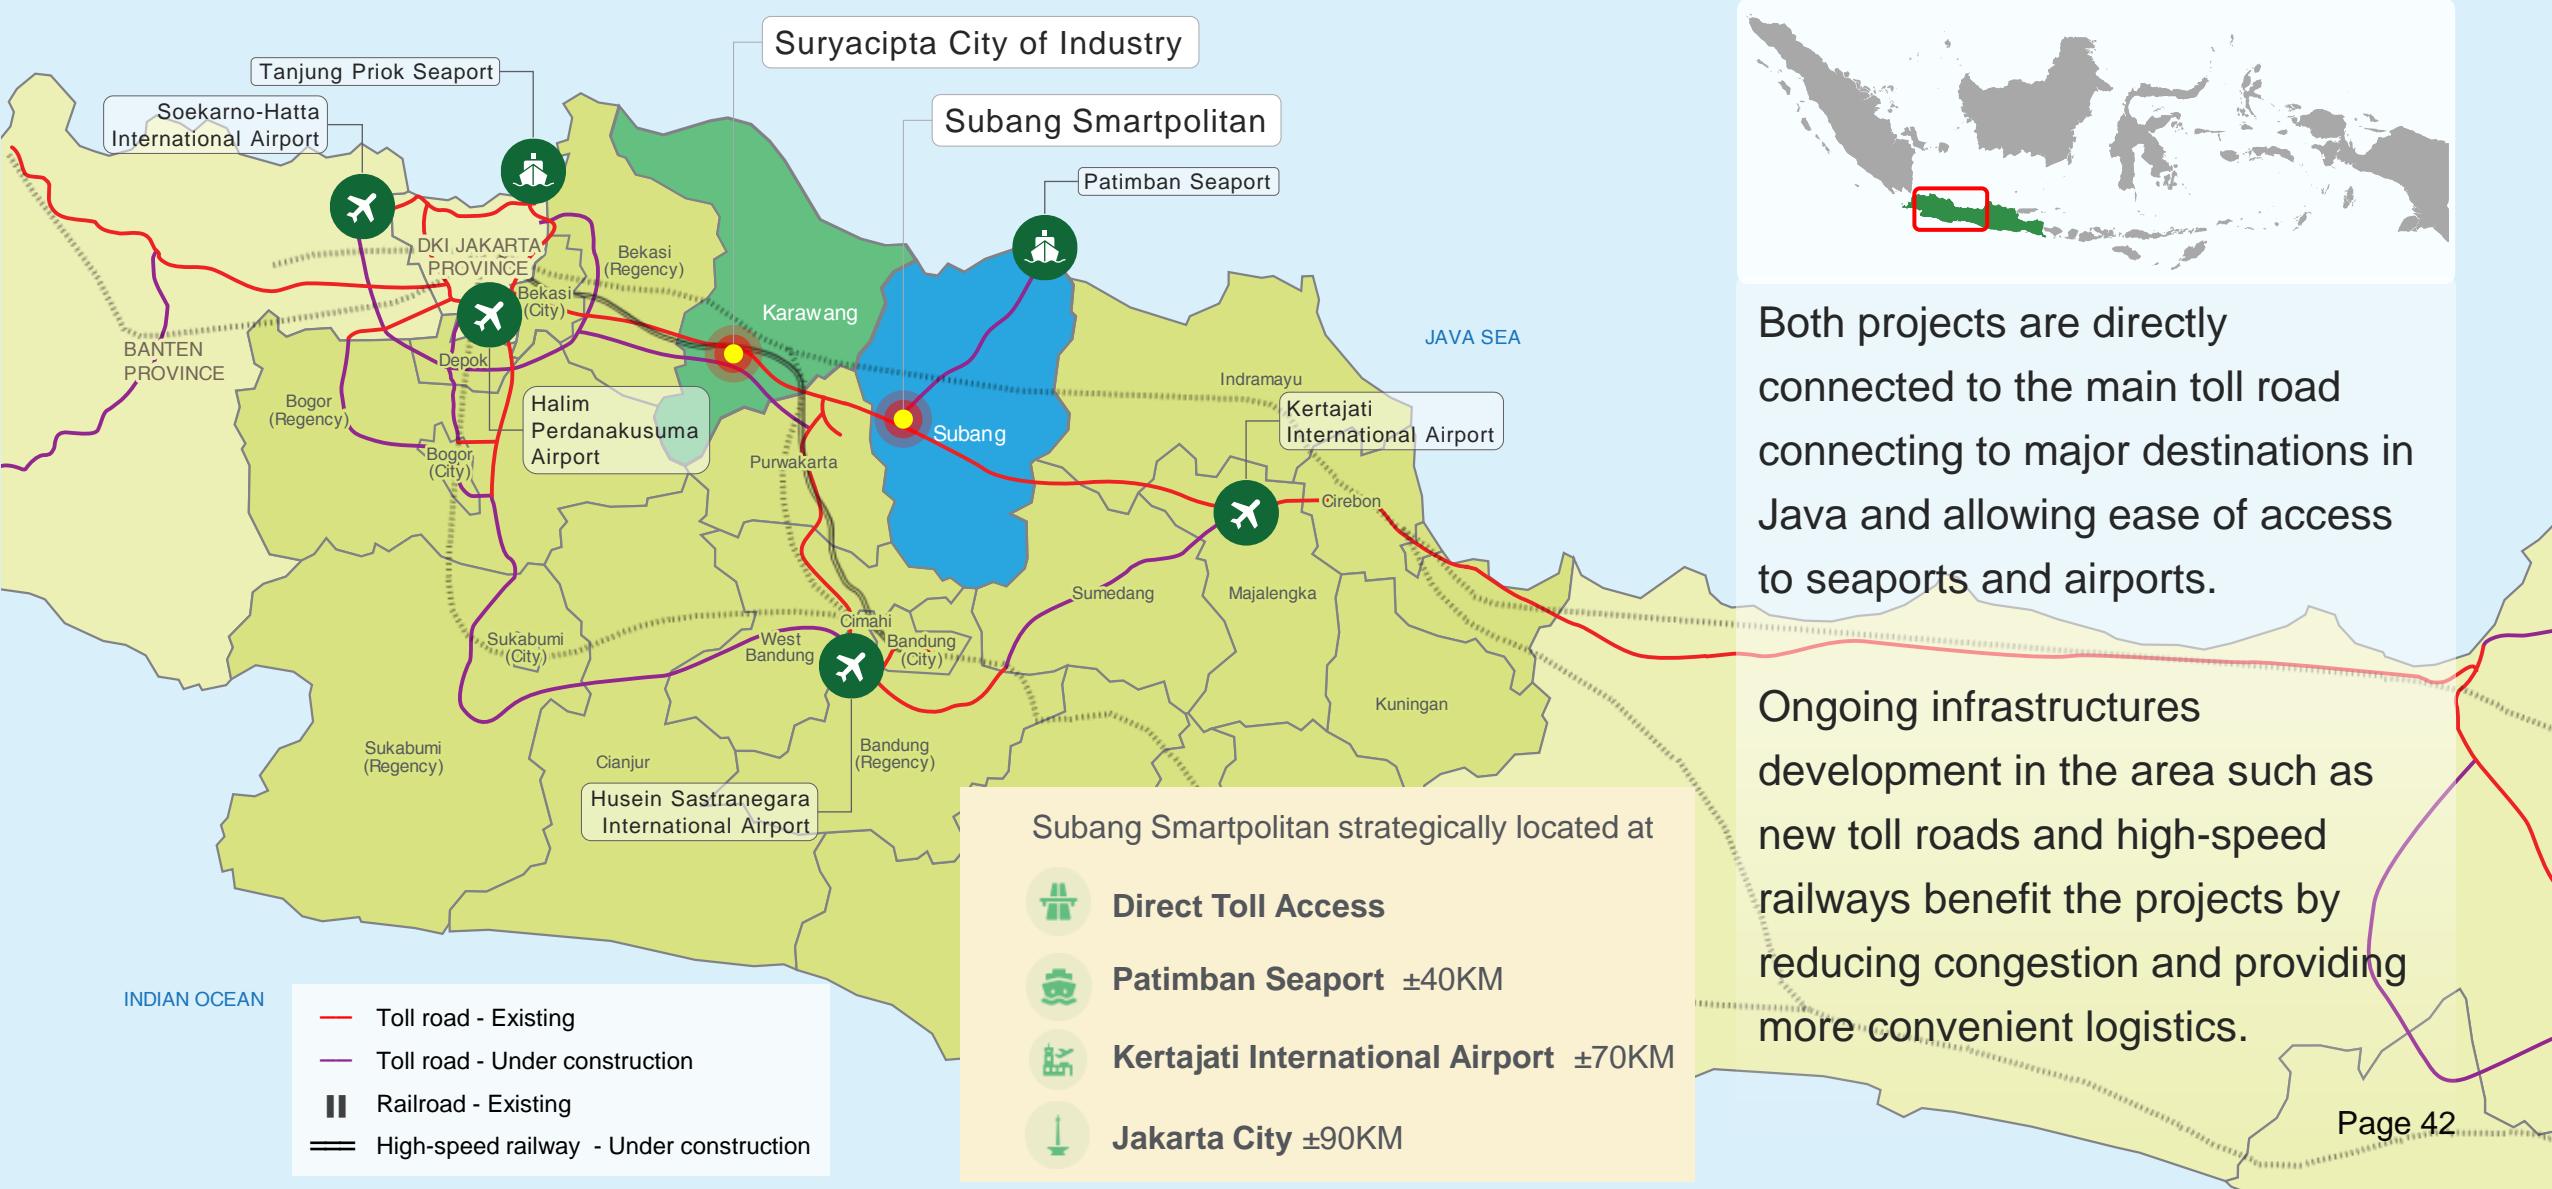 Suryacipta City of Industry
Tanjung Priok Seaport
Soekarno-Hatta
International Airport
Subang Smartpolitan
Patimban Seaport
DKI JAKARTA
PROVINCE
Bekasi
(Regency)
Bekasi
(City)
Karawang
JAVA SEA
BANTEN
PROVINCE
Depok
Bogor
(Regency)
Halim
Perdanakusuma
Airport
Indramayu
Kertajati
International Airport
Subang
Bogor
(City)
Purwakarta
Cirebon
Sumedang
Majalengka
Cimahi
Sukabumi
(City)
West
Bandung
Bandung
(City)
Kuningan
Sukabumi
(Regency)
Cianjur
Bandung
(Regency)
Husein Sastranegara
International Airport
INDIAN OCEAN
Toll road - Existing
Toll road - Under construction
Railroad - Existing
High-speed railway - Under construction
Subang Smartpolitan strategically located at
Direct Toll Access
Patimban Seaport ±40KM
Kertajati International Airport ±70KM
Jakarta City ±90KM
Both projects are directly
connected to the main toll road
connecting to major destinations in
Java and allowing ease of access
to seaports and airports.
Ongoing infrastructures
development in the area such as
new toll roads and high-speed
railways benefit the projects by
reducing congestion and providing
more convenient logistics.
Page 42